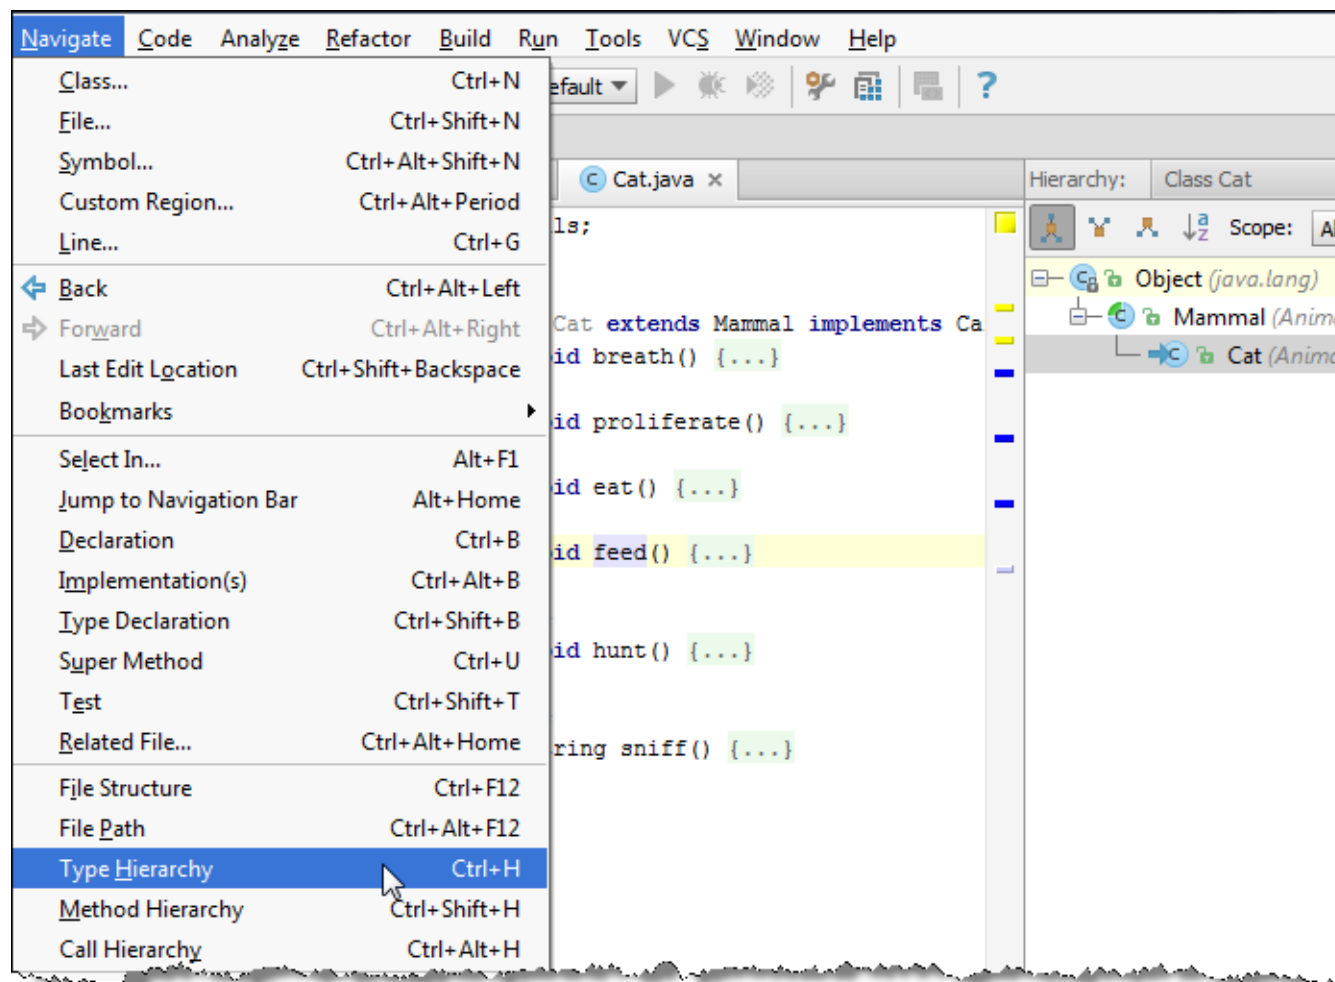 Navigate Code Analyze Refactor Build Run Tools VCS Window Help
Class... Ctrl+N
File... Ctrl+Shift+N
Symbol... Ctrl+Alt+Shift+N
Custom Region... Ctrl+Alt+Period
Line... Ctrl+G
Back Ctrl+Alt+Left
Forward Ctrl+Alt+Right
Last Edit Location Ctrl+Shift+Backspace
Bookmarks
Select In... Alt+F1
Jump to Navigation Bar Alt+Home
Declaration Ctrl+B
Implementation(s) Ctrl+Alt+B
Type Declaration Ctrl+Shift+B
Super Method Ctrl+U
Test Ctrl+Shift+T
Related File... Ctrl+Alt+Home
File Structure Ctrl+F12
File Path Ctrl+Alt+F12
Type Hierarchy Ctrl+H
Method Hierarchy Ctrl+Shift+H
Call Hierarchy Ctrl+Alt+H
efault ?
C Cat.java ×
ls;
Cat extends Mammal implements Ca
id breath() {...}
id proliferate() {...}
id eat() {...}
id feed() {...}
id hunt() {...}
ring sniff() {...}
Hierarchy: Class Cat
a z Scope: Al
C Object (java.lang)
C Mammal (Anim
C Cat (Anima